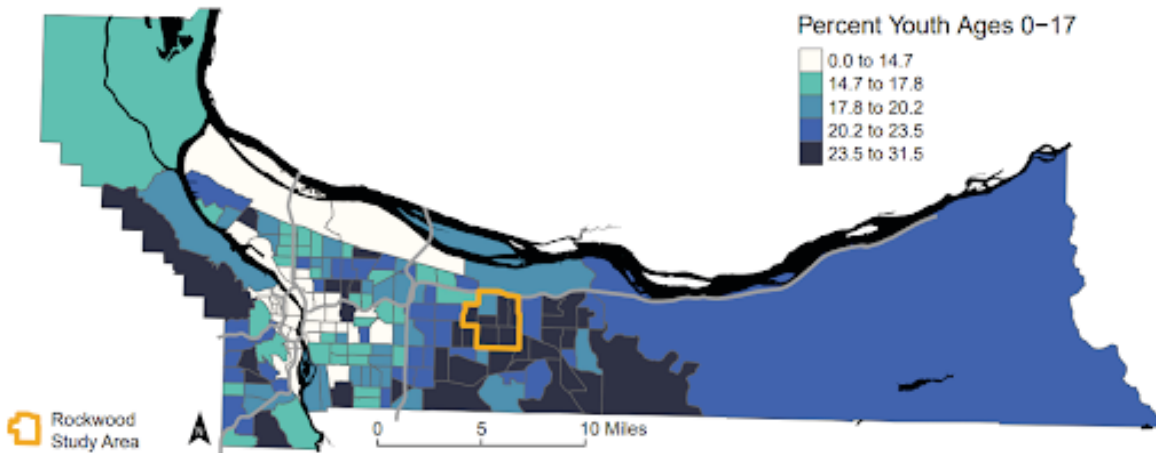 Percent Youth Ages 0−17
0.0 to 14.7
14.7 to 17.8
17.8 to 20.2
20.2 to 23.5
23.5 to 31.5
Rockwood
Study Area
N
0 5 10 Miles